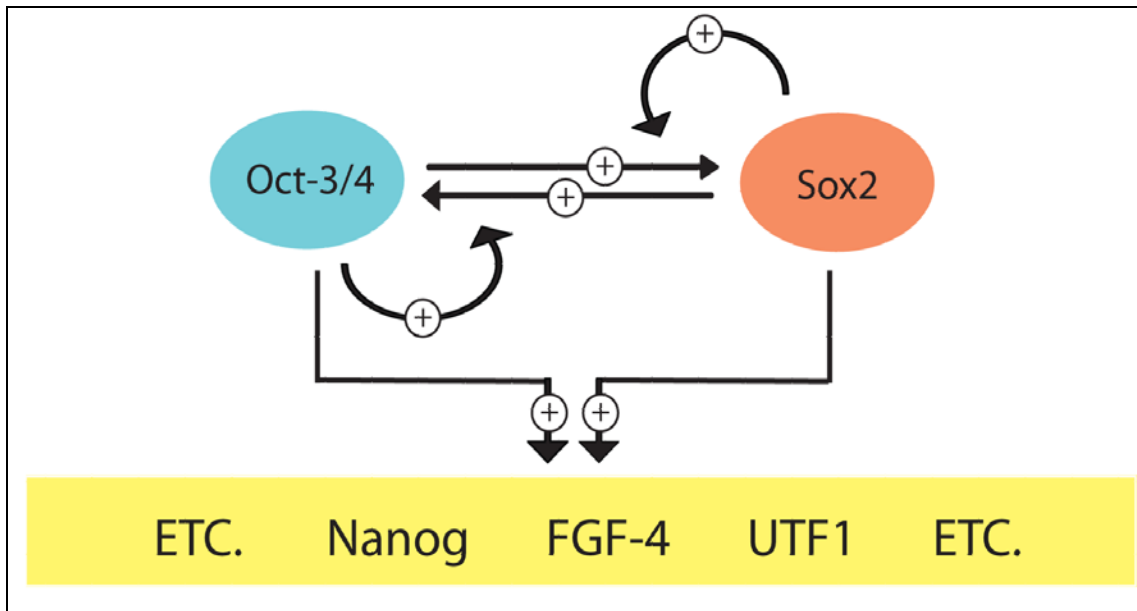 +
Oct-3/4 + Sox2
+
+
+ +
ETC. Nanog FGF-4 UTF1 ETC.